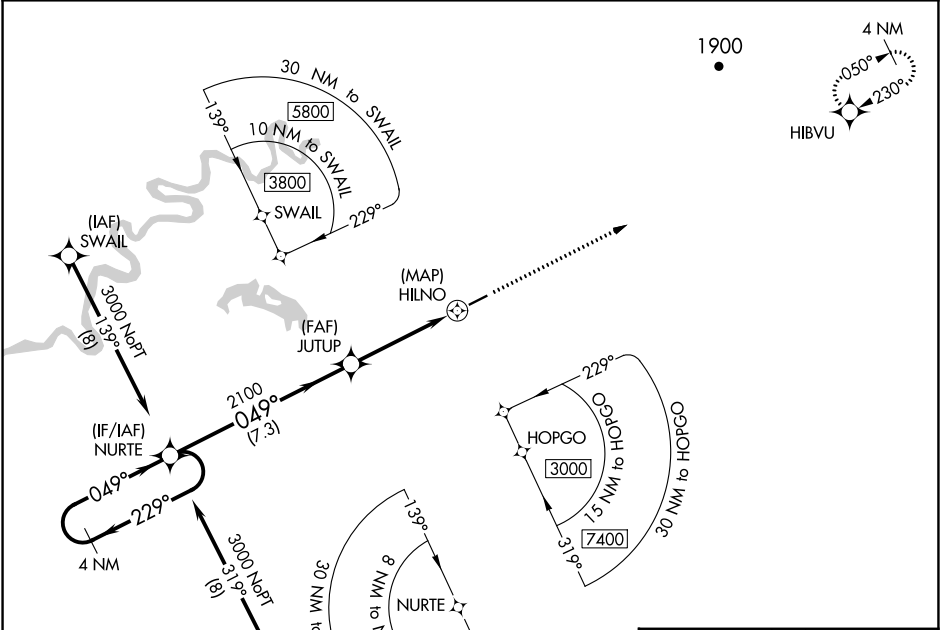 4 NM
1900
050°
230°
HIBVU
30 NM to SWAIL
5800
139°
10 NM to SWAIL
3800
SWAIL
229°
(IAF)
SWAIL
(MAP)
HILNO
3000 NoPT
139°
(8)
(FAF)
JUTUP
2100
049°
(7.3)
(IF/IAF)
NURTE
049°
229°
4 NM
229°
HOPGO
3000
15 NM to HOPGO
30 NM to HOPGO
7400
319°
3000 NoPT
319°
(8)
139°
30 NM to
8 NM to
NURTE